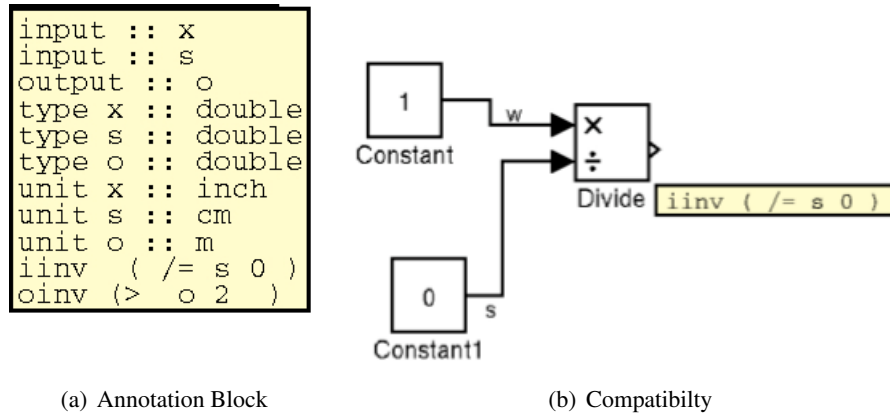 input :: x
input :: s
output :: o
type x :: double
type s :: double
type o :: double
unit x :: inch
unit s :: cm
unit o :: m
iinv ( /= s 0 )
oinv (> o 2 )
1
Constant
w
×
÷
Divide
iinv ( /= s 0 )
0
s
Constant1
(a) Annotation Block
(b) Compatibilty